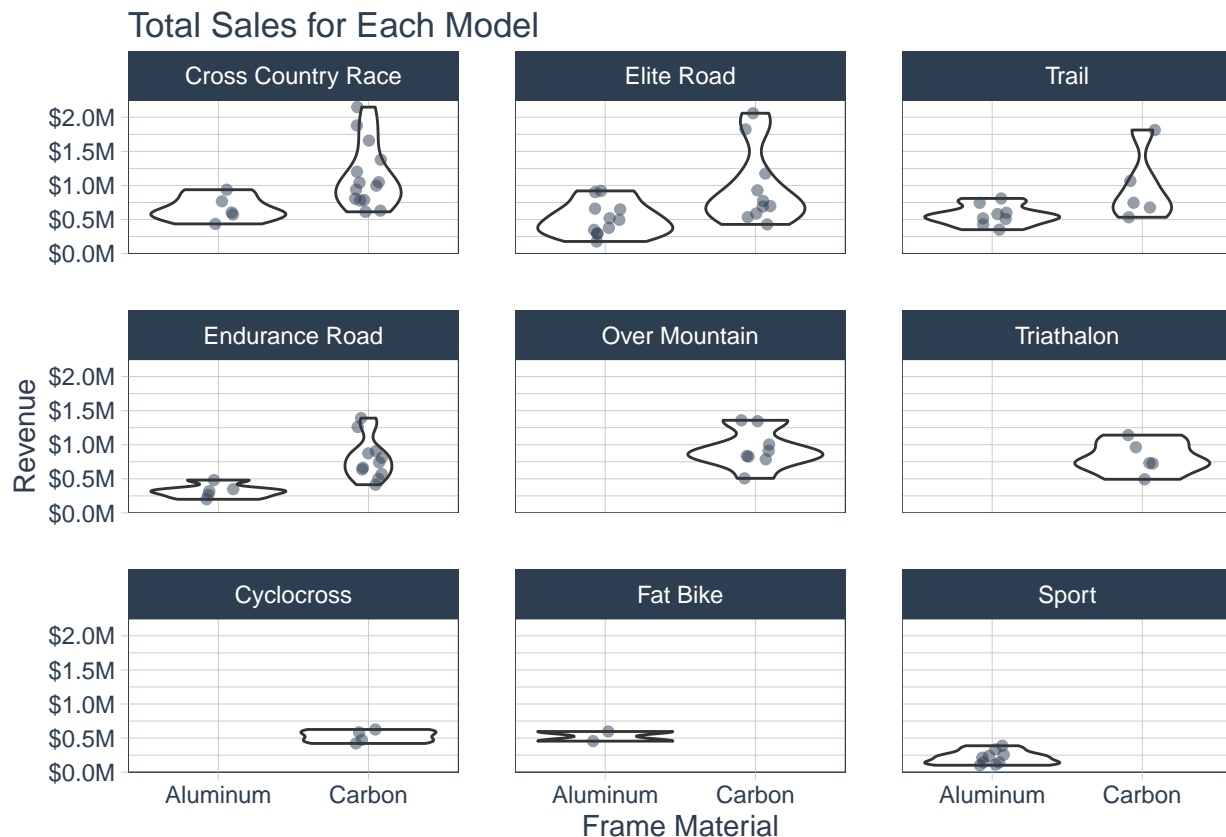 Total Sales for Each Model
Cross Country Race
Elite Road
Trail
$2.0M
$1.5M
$1.0M
$0.5M
$0.0M
Endurance Road
Over Mountain
Triathalon
$2.0M
$1.5M
$1.0M
$0.5M
$0.0M
Revenue
Cyclocross
Fat Bike
Sport
$2.0M
$1.5M
$1.0M
$0.5M
$0.0M
Aluminum Carbon
Aluminum Carbon
Aluminum Carbon
Frame Material